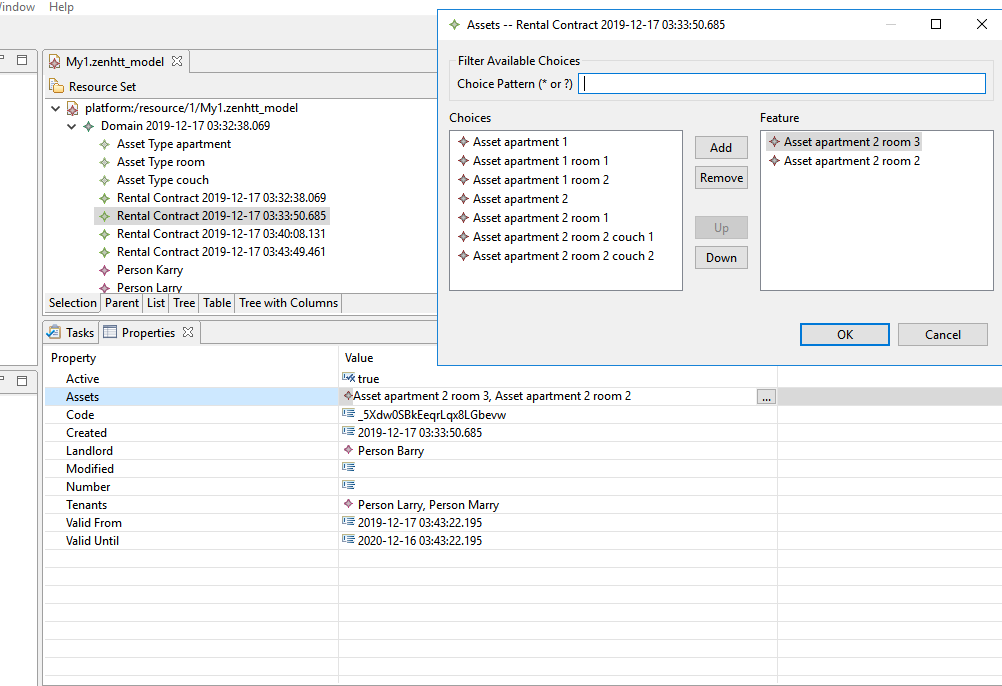 Window Help
My1.zenhtt_model
Resource Set
platform:/resource/1/My1.zenhtt_model
Domain 2019-12-17 03:32:38.069
Asset Type apartment
Asset Type room
Asset Type couch
Rental Contract 2019-12-17 03:32:38.069
Rental Contract 2019-12-17 03:33:50.685
Rental Contract 2019-12-17 03:40:08.131
Rental Contract 2019-12-17 03:43:49.461
Person Karry
Person Larry
Selection Parent List Tree Table Tree with Columns
Assets -- Rental Contract 2019-12-17 03:33:50.685
Filter Available Choices
Choice Pattern (* or ?)
Choices
Asset apartment 1
Asset apartment 1 room 1
Asset apartment 1 room 2
Asset apartment 2
Asset apartment 2 room 1
Asset apartment 2 room 2 couch 1
Asset apartment 2 room 2 couch 2
Add
Remove
Up
Down
Feature
Asset apartment 2 room 3
Asset apartment 2 room 2
OK Cancel
Tasks Properties
Property Value
Active true
Assets Asset apartment 2 room 3, Asset apartment 2 room 2 ...
Code _5Xdw0SBkEeqrLqx8LGbevw
Created 2019-12-17 03:33:50.685
Landlord Person Barry
Modified
Number
Tenants Person Larry, Person Marry
Valid From 2019-12-17 03:43:22.195
Valid Until 2020-12-16 03:43:22.195